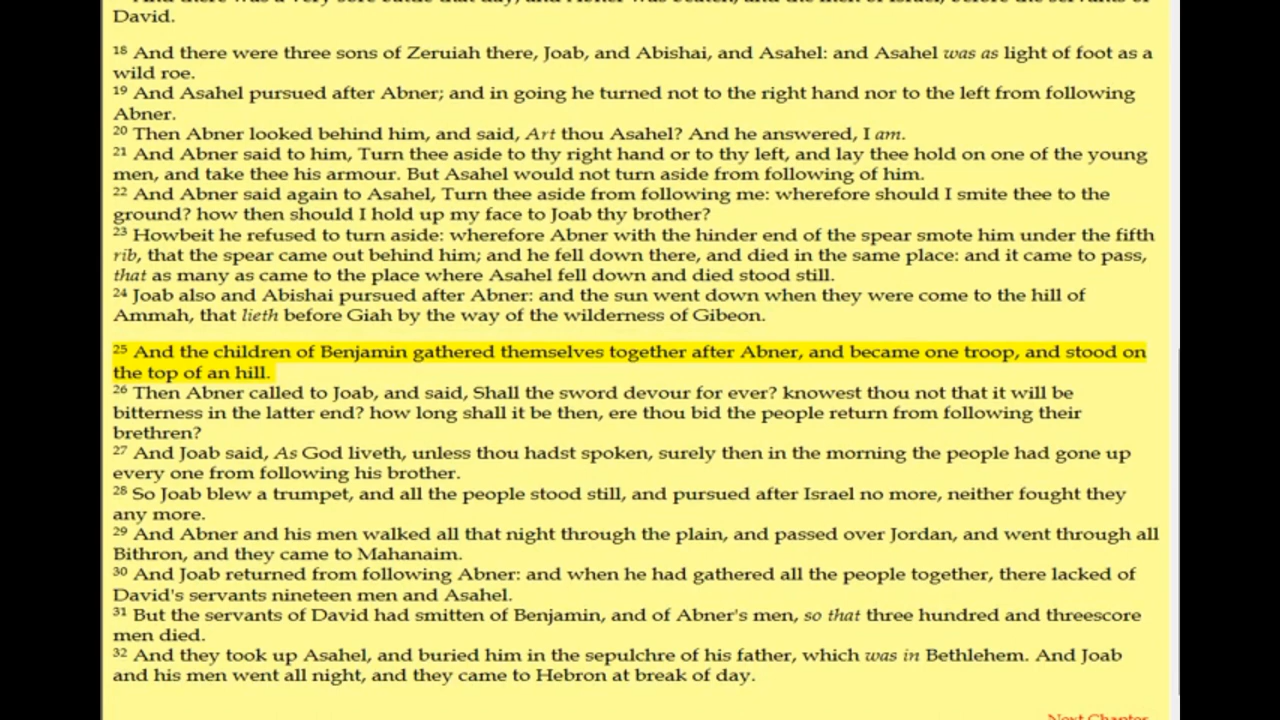 David.
18 And there were three sons of Zeruiah there, Joab, and Abishai, and Asahel: and Asahel was as light of foot as a
wild roe.
19 And Asahel pursued after Abner; and in going he turned not to the right hand nor to the left from following
Abner.
20 Then Abner looked behind him, and said, Art thou Asahel? And he answered, I am.
21 And Abner said to him, Turn thee aside to thy right hand or to thy left, and lay thee hold on one of the young
men, and take thee his armour. But Asahel would not turn aside from following of him.
22 And Abner said again to Asahel, Turn thee aside from following me: wherefore should I smite thee to the
ground? how then should I hold up my face to Joab thy brother?
23 Howbeit he refused to turn aside: wherefore Abner with the hinder end of the spear smote him under the fifth
rib, that the spear came out behind him; and he fell down there, and died in the same place: and it came to pass,
that as many as came to the place where Asahel fell down and died stood still.
24 Joab also and Abishai pursued after Abner: and the sun went down when they were come to the hill of
Ammah, that lieth before Giah by the way of the wilderness of Gibeon.
25 And the children of Benjamin gathered themselves together after Abner, and became one troop, and stood on
the top of an hill.
26 Then Abner called to Joab, and said, Shall the sword devour for ever? knowest thou not that it will be
bitterness in the latter end? how long shall it be then, ere thou bid the people return from following their
brethren?
27 And Joab said, As God liveth, unless thou hadst spoken, surely then in the morning the people had gone up
every one from following his brother.
28 So Joab blew a trumpet, and all the people stood still, and pursued after Israel no more, neither fought they
any more.
29 And Abner and his men walked all that night through the plain, and passed over Jordan, and went through all
Bithron, and they came to Mahanaim.
30 And Joab returned from following Abner: and when he had gathered all the people together, there lacked of
David's servants nineteen men and Asahel.
31 But the servants of David had smitten of Benjamin, and of Abner's men, so that three hundred and threescore
men died.
32 And they took up Asahel, and buried him in the sepulchre of his father, which was in Bethlehem. And Joab
and his men went all night, and they came to Hebron at break of day.
Next Chapter